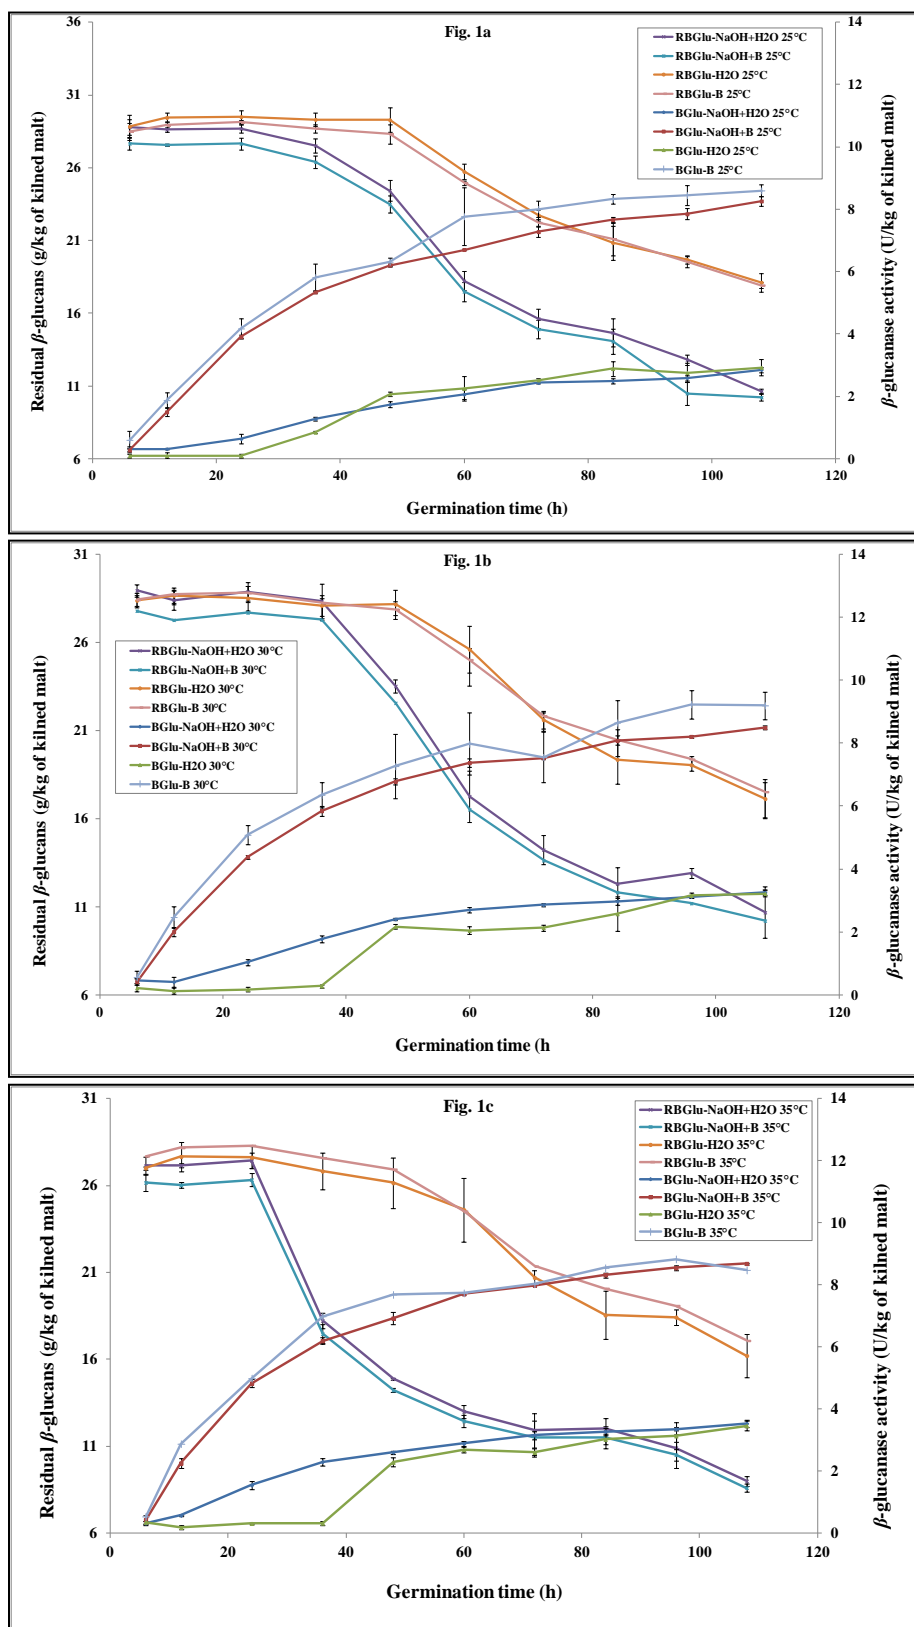 Fig. 1a
36
31
26
21
16
11
6
14
12
10
8
6
4
2
0
0 20 40 60 80 100 120
Residual β-glucans (g/kg of kilned malt)
β-glucanase activity (U/kg of kilned malt)
Germination time (h)
RBGlu-NaOH+H2O 25°C
RBGlu-NaOH+B 25°C
RBGlu-H2O 25°C
RBGlu-B 25°C
BGlu-NaOH+H2O 25°C
BGlu-NaOH+B 25°C
BGlu-H2O 25°C
BGlu-B 25°C
Fig. 1b
31
26
21
16
11
6
14
12
10
8
6
4
2
0
0 20 40 60 80 100 120
Residual β-glucans (g/kg of kilned malt)
β-glucanase activity (U/kg of kilned malt)
Germination time (h
RBGlu-NaOH+H2O 30°C
RBGlu-NaOH+B 30°C
RBGlu-H2O 30°C
RBGlu-B 30°C
BGlu-NaOH+H2O 30°C
BGlu-NaOH+B 30°C
BGlu-H2O 30°C
BGlu-B 30°C
Fig. 1c
31
26
21
16
11
6
14
12
10
8
6
4
2
0
0 20 40 60 80 100 120
Residual β-glucans (g/kg of kilned malt)
β-glucanase activity (U/kg of kilned malt)
Germination time (h)
RBGlu-NaOH+H2O 35°C
RBGlu-NaOH+B 35°C
RBGlu-H2O 35°C
RBGlu-B 35°C
BGlu-NaOH+H2O 35°C
BGlu-NaOH+B 35°C
BGlu-H2O 35°C
BGlu-B 35°C